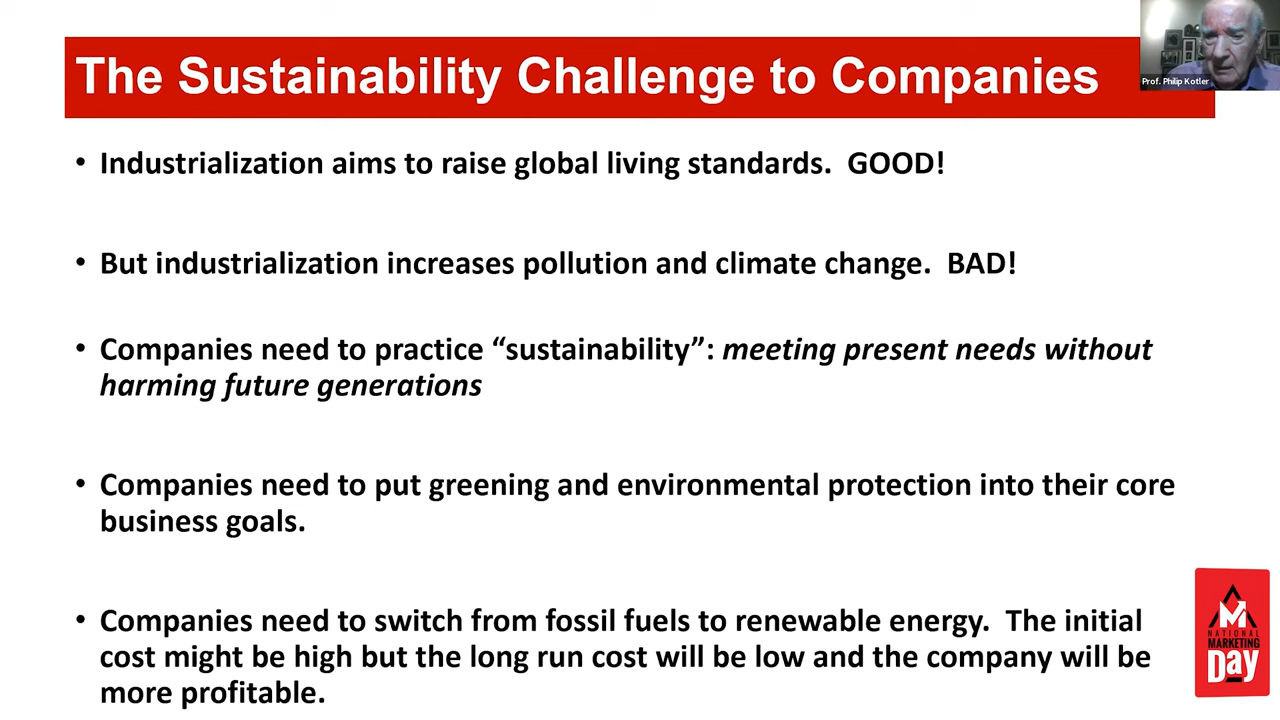 The Sustainability Challenge to Companies
Prof. Philip Kotler
• Industrialization aims to raise global living standards.  GOOD!
• But industrialization increases pollution and climate change.  BAD!
• Companies need to practice “sustainability”: meeting present needs without
harming future generations
• Companies need to put greening and environmental protection into their core
business goals.
• Companies need to switch from fossil fuels to renewable energy.  The initial
cost might be high but the long run cost will be low and the company will be
more profitable.
M
NATIONAL
MARKETING
Day